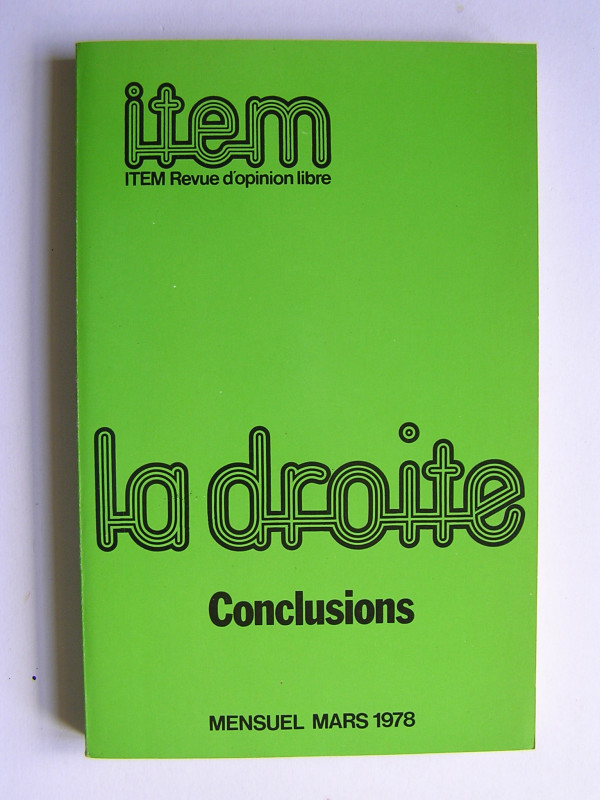 item
ITEM Revue d'opinion libre
la droite
Conclusions
MENSUEL MARS 1978